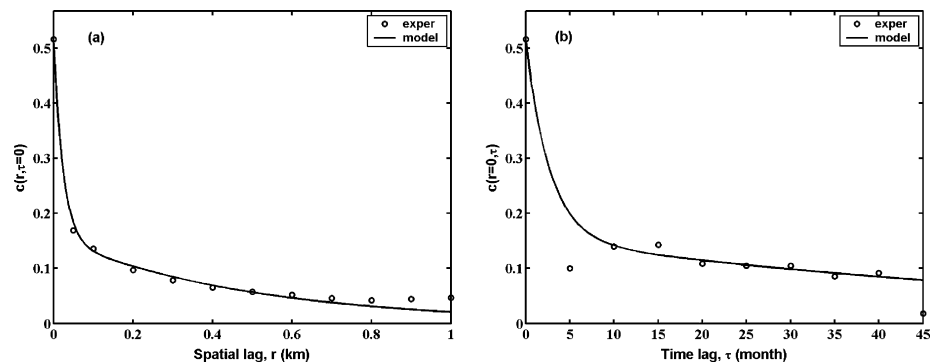 (a)
exper
model
0.5
0.4
0.3
0.2
0.1
0
c(r,τ=0)
0 0.2 0.4 0.6 0.8 1
Spatial lag, r (km)
(b)
exper
model
0.5
0.4
0.3
0.2
0.1
0
c(r=0,τ)
0 5 10 15 20 25 30 35 40 45
Time lag, τ (month)